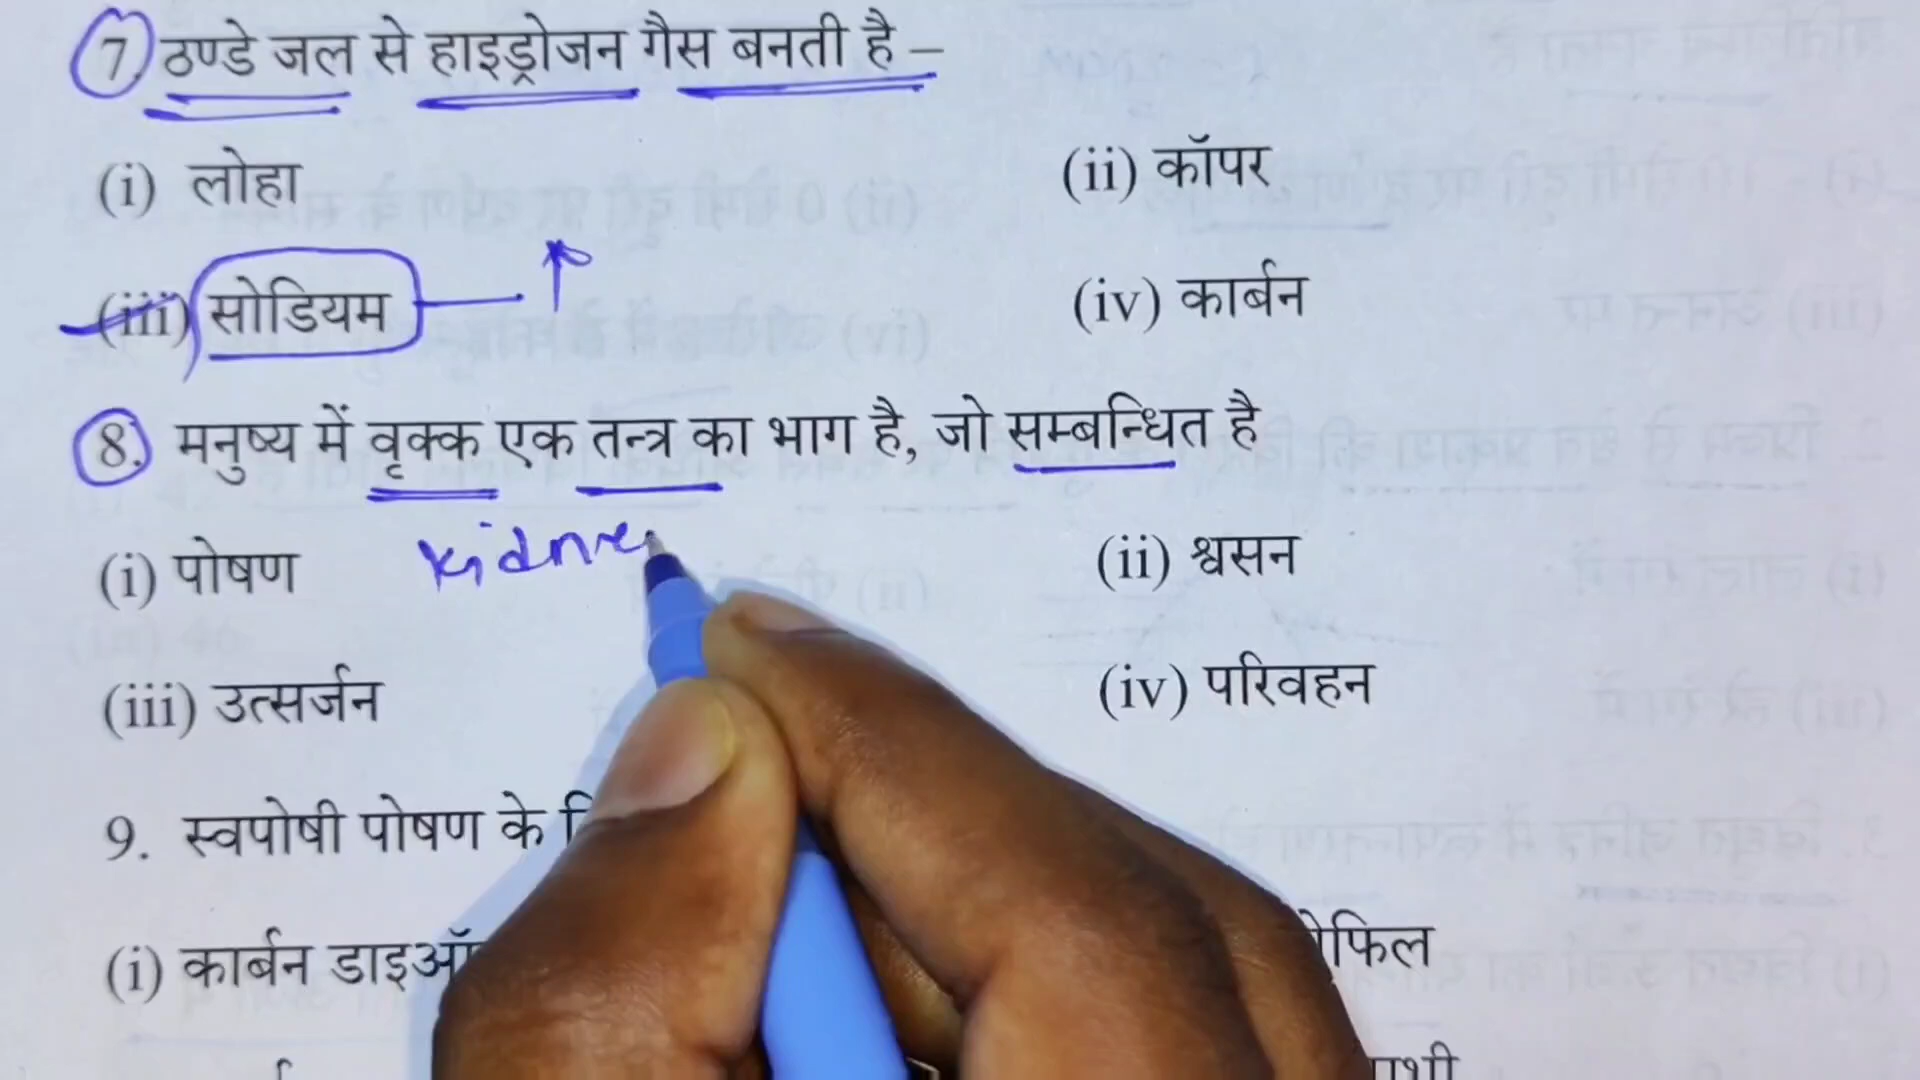 7. ठण्डे जल से हाइड्रोजन गैस बनती है –
(i) लोहा (ii) कॉपर
(iii) सोडियम (iv) कार्बन
8. मनुष्य में वृक्क एक तन्त्र का भाग है, जो सम्बन्धित है
kidne
(i) पोषण (ii) श्वसन
(iii) उत्सर्जन (iv) परिवहन
9. स्वपोषी पोषण के
(i) कार्बन